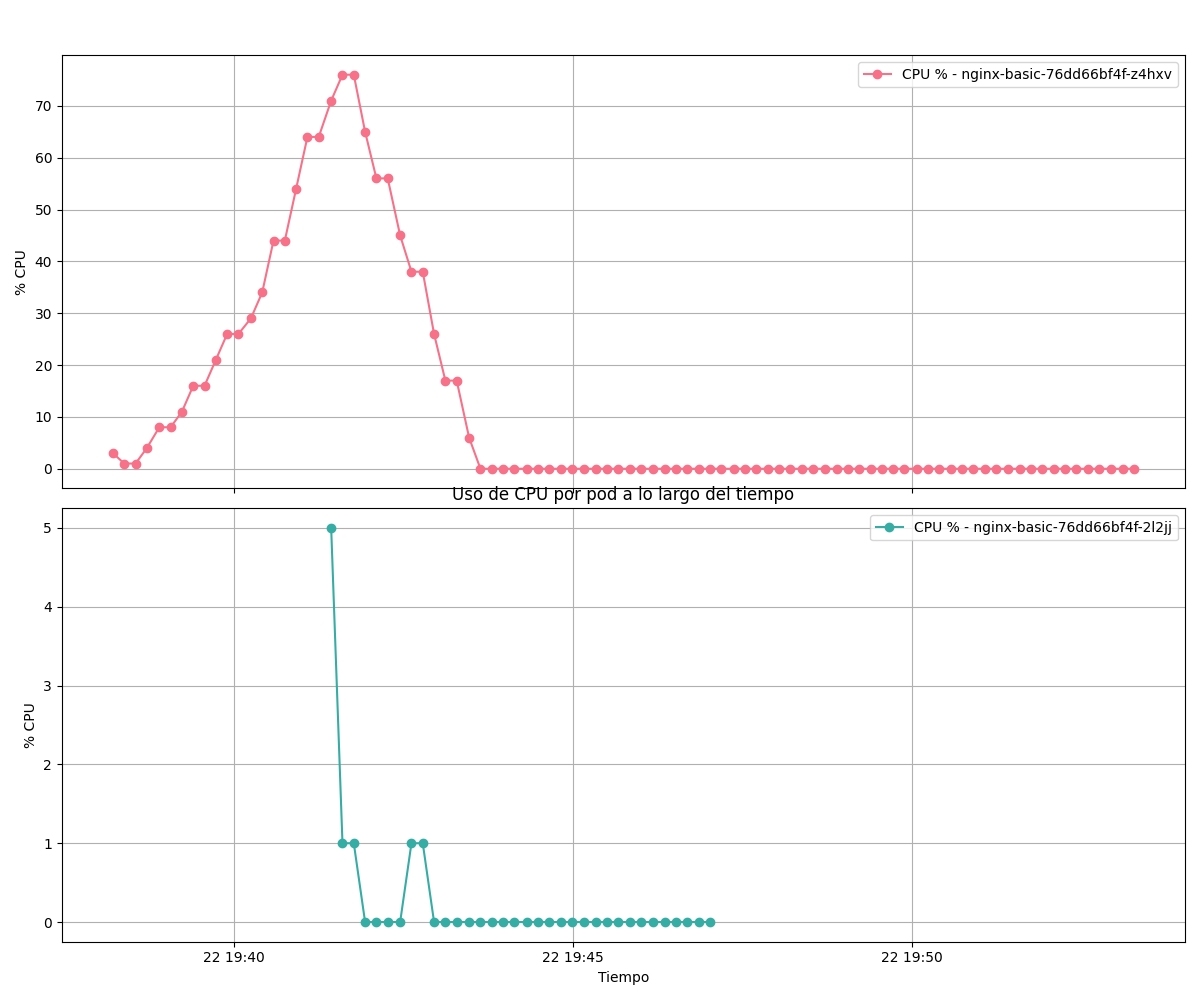 CPU % - nginx-basic-76dd66bf4f-z4hxv
70
60
50
40
30
20
10
0
% CPU
Uso de CPU por pod a lo largo del tiempo
CPU % - nginx-basic-76dd66bf4f-2l2jj
5
4
3
2
1
0
% CPU
22 19:40
22 19:45
22 19:50
Tiempo